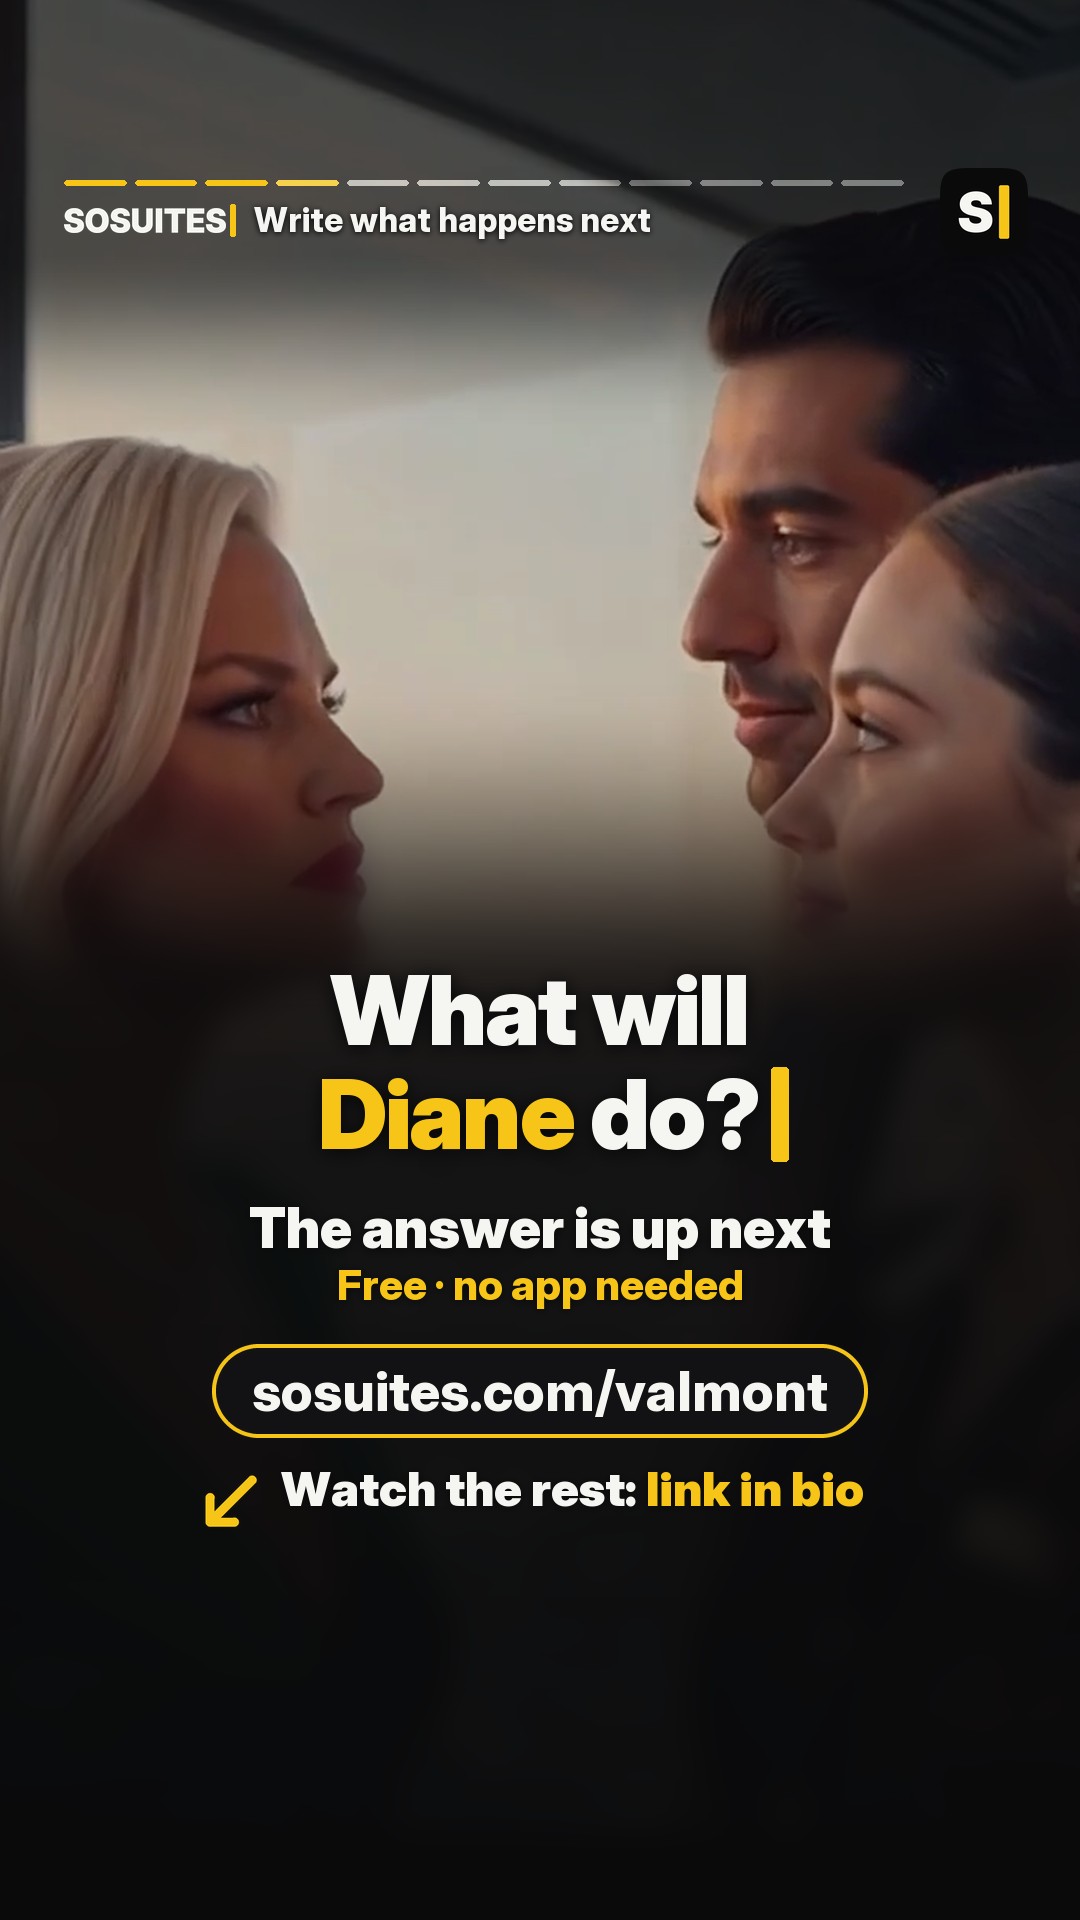 SOSUITES| Write what happens next
S|
What will
Diane do?|
The answer is up next
Free · no app needed
sosuites.com/valmont
Watch the rest: link in bio